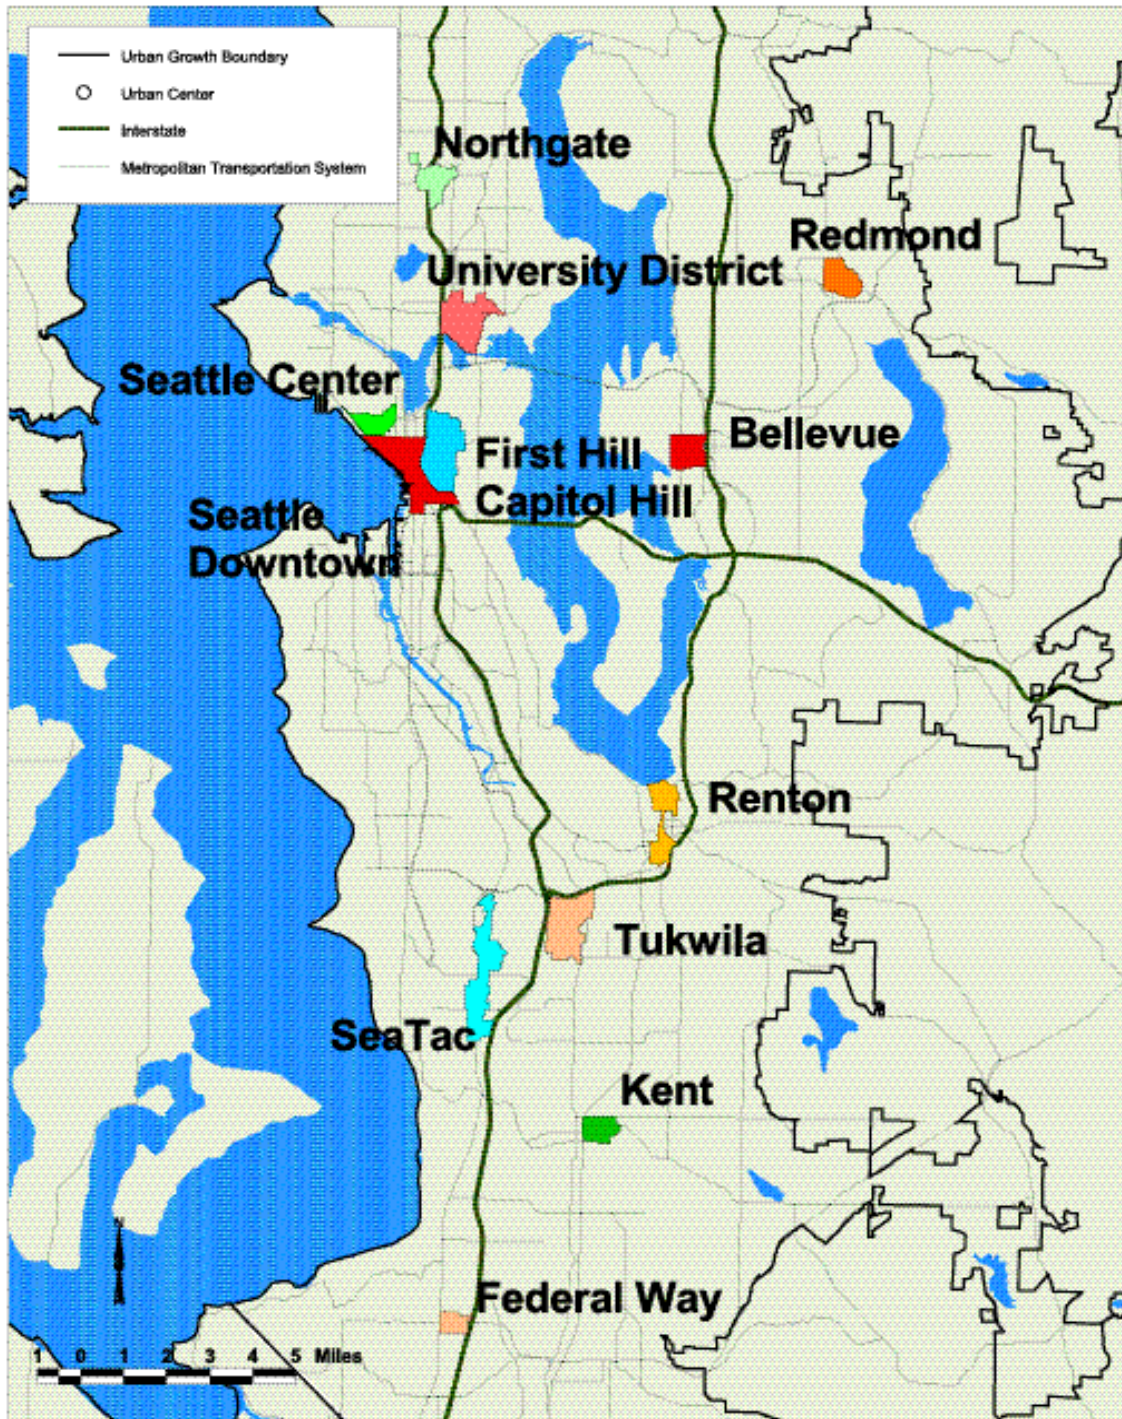 Urban Growth Boundary
Urban Center
Interstate
Metropolitan Transportation System
Northgate
Redmond
University District
Seattle Center
Bellevue
First Hill
Capitol Hill
Seattle
Downtown
Renton
Tukwila
SeaTac
Kent
Federal Way
1 0 1 2 3 4 5 Miles